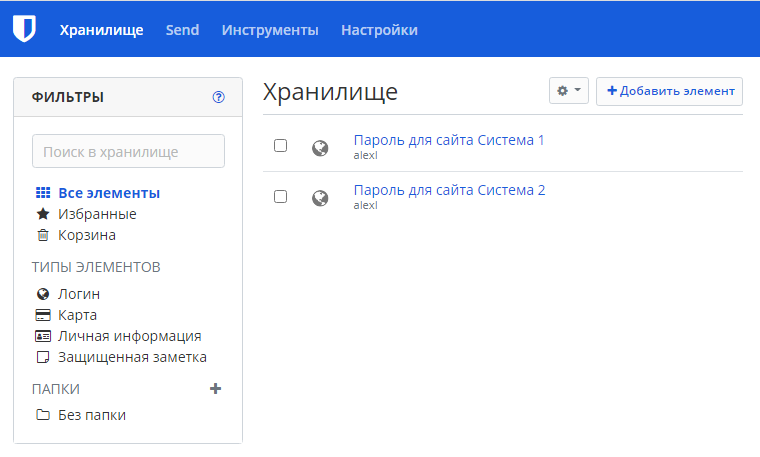 Хранилище Send Инструменты Настройки
ФИЛЬТРЫ
Поиск в хранилище
Все элементы
Избранные
Корзина
ТИПЫ ЭЛЕМЕНТОВ
Логин
Карта
Личная информация
Защищенная заметка
ПАПКИ
Без папки
Хранилище
Добавить элемент
Пароль для сайта Система 1
alexl
Пароль для сайта Система 2
alexl